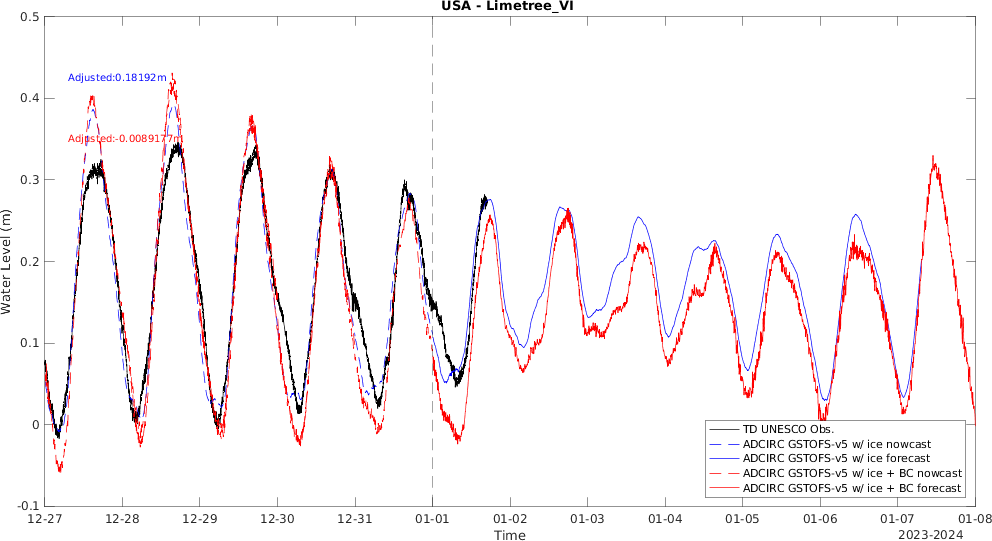 USA - Limetree_VI
0.5
0.4
0.3
0.2
0.1
0
-0.1
Water Level (m)
Adjusted:0.18192m
Adjusted:-0.0089177m
TD UNESCO Obs.
ADCIRC GSTOFS-v5 w/ ice nowcast
ADCIRC GSTOFS-v5 w/ ice forecast
ADCIRC GSTOFS-v5 w/ ice + BC nowcast
ADCIRC GSTOFS-v5 w/ ice + BC forecast
12-27 12-28 12-29 12-30 12-31 01-01 01-02 01-03 01-04 01-05 01-06 01-07 01-08
Time
2023-2024